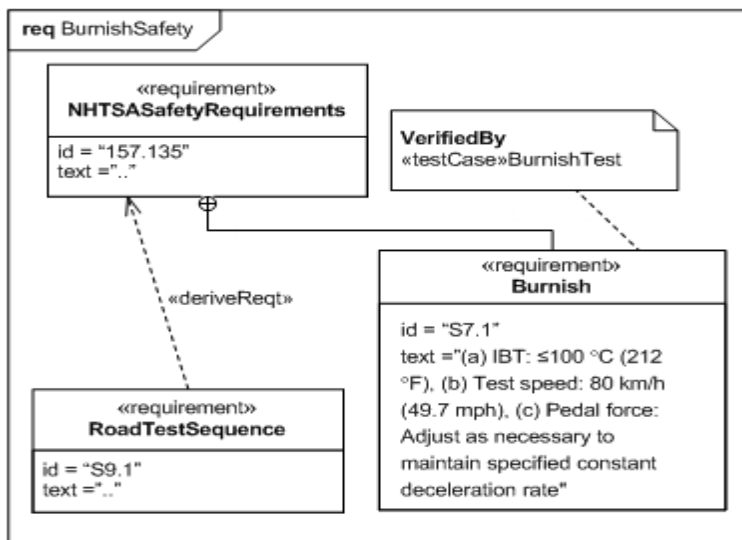 req BurnishSafety
«requirement»
NHTSASafetyRequirements
id = “157.135”
text =”..”
VerifiedBy
«testCase»BurnishTest
«deriveReqt»
«requirement»
Burnish
id = “S7.1”
text =”(a) IBT: ≤100 °C (212
°F), (b) Test speed: 80 km/h
(49.7 mph), (c) Pedal force:
Adjust as necessary to
maintain specified constant
deceleration rate"
«requirement»
RoadTestSequence
id = “S9.1”
text =”..”